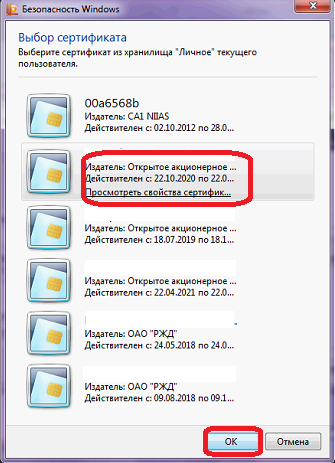 Безопасность Windows
Выбор сертификата
Выберите сертификат из хранилища "Личное" текущего
пользователя.
00a6568b
Издатель: CA1 NIIAS
Действителен с: 02.10.2012 по 28.0...
Издатель: Открытое акционерное ...
Действителен с: 22.10.2020 по 22.0...
Просмотреть свойства сертифик...
Издатель: Открытое акционерное ...
Действителен с: 18.07.2019 по 18.1...
Издатель: Открытое акционерное ...
Действителен с: 22.04.2021 по 22.0...
Издатель: ОАО "РЖД"
Действителен с: 24.05.2018 по 24.0...
Издатель: ОАО "РЖД"
Действителен с: 09.08.2018 по 09.1...
ОК
Отмена